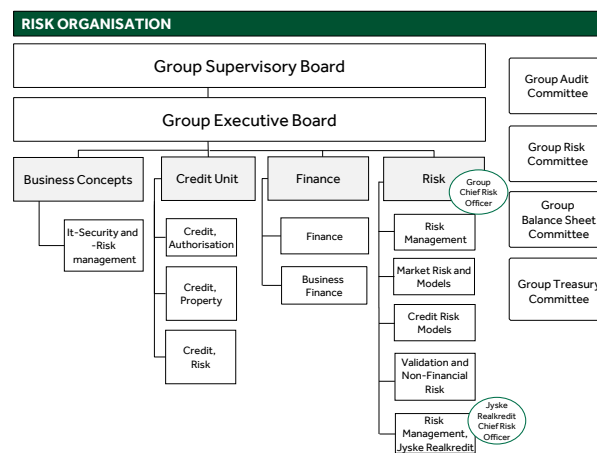 RISK ORGANISATION
Group Supervisory Board
Group Executive Board
Business Concepts
It-Security and
-Risk
management
Credit Unit
Credit,
Authorisation
Credit,
Property
Credit,
Risk
Finance
Finance
Business
Finance
Risk
Group
Chief Risk
Officer
Risk
Management
Market Risk and
Models
Credit Risk
Models
Validation and
Non-Financial
Risk
Risk
Management,
Jyske Realkredit
Jyske
Realkredit
Chief Risk
Officer
Group Audit
Committee
Group Risk
Committee
Group
Balance Sheet
Committee
Group Treasury
Committee